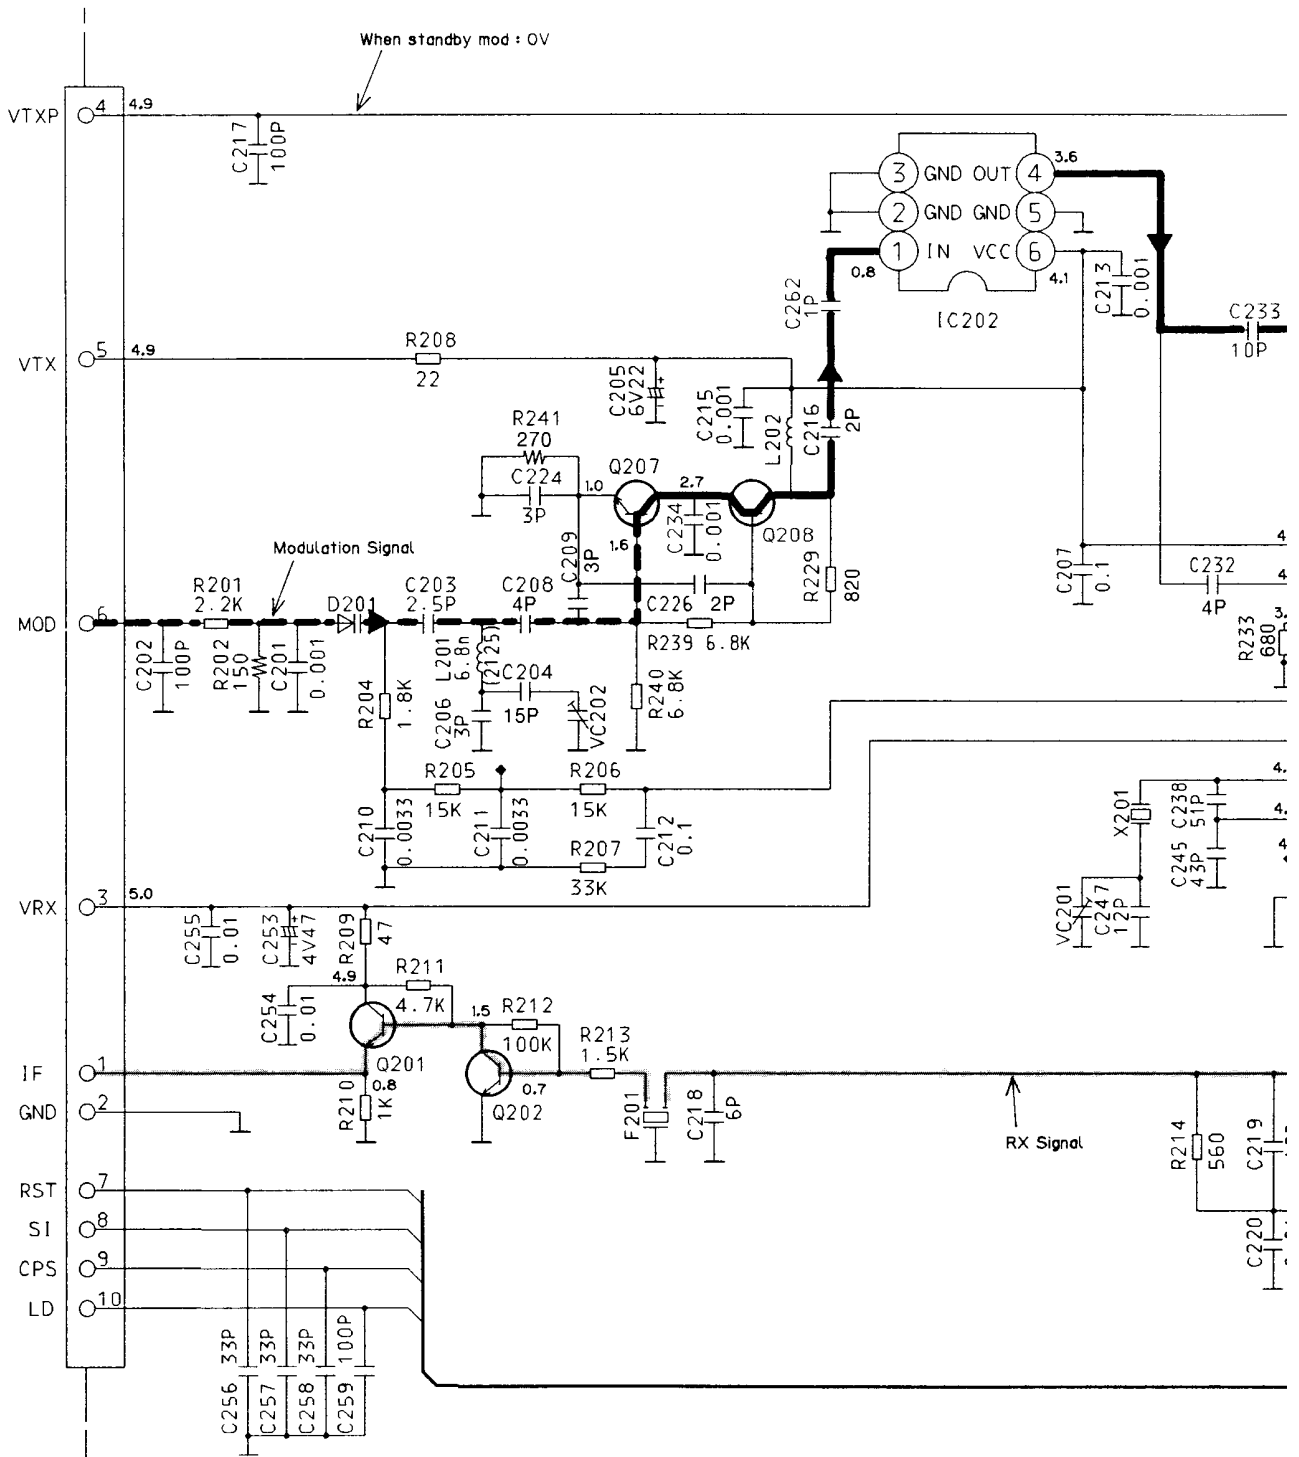 When standby mod : 0V
VTXP
4
4.9
C217
100P
3
GND
OUT
4
3.6
2
GND
GND
5
1
IN
VCC
6
0.8
4.1
IC202
C262
1P
C213
0.001
C233
10P
VTX
5
4.9
R208
22
C205
6V22
C215
0.001
L202
C216
2P
R241
270
C224
3P
1.0
Q207
2.7
C234
0.001
Q208
1.6
C209
3P
C226
2P
R229
820
C207
0.1
4
C232
4P
4
3.
R233
680
Modulation Signal
MOD
6
R201
2.2K
D201
C203
2.5P
C208
4P
R239 6.8K
C202
100P
R202
150
C201
0.001
R204
1.8K
L201
6.8n
(2125)
C204
15P
C206
3P
VC202
R240
6.8K
R205
15K
R206
15K
C210
0.0033
C211
0.0033
C212
0.1
R207
33K
X201
C238
51P
4.
4.
C245
43P
4
VC201
C247
12P
VRX
3
5.0
C255
0.01
C253
4V47
R209
47
4.9
R211
4.7K
C254
0.01
Q201
1.5
R212
100K
R213
1.5K
IF
1
0.8
R210
1K
Q202
0.7
F201
C218
6P
RX Signal
R214
560
C219
C220
GND
2
RST
7
SI
8
CPS
9
LD
10
C256 33P
C257 33P
C258 33P
C259 100P